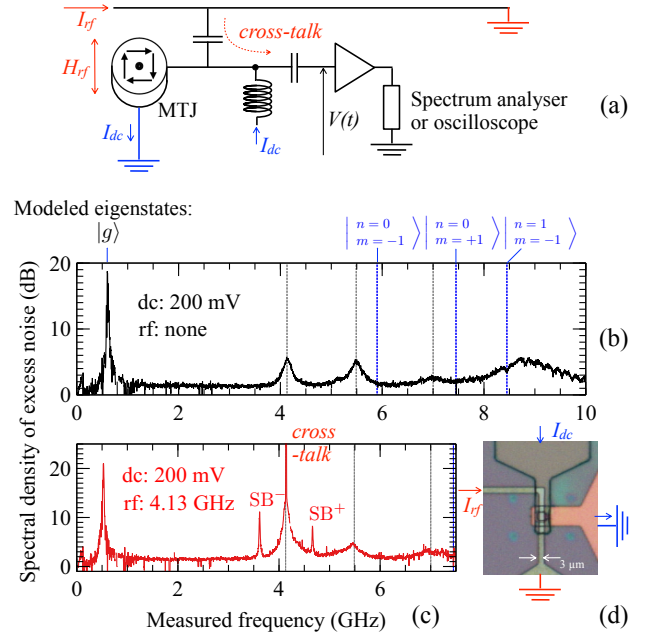 I_rf
cross-talk
H_rf
MTJ
I_dc
I_dc
V(t)
Spectrum analyser
or oscilloscope
(a)
Modeled eigenstates:
|g⟩
| n = 0 m = −1 ⟩ | n = 0 m = +1 ⟩ | n = 1 m = −1 ⟩
Spectral density of excess noise (dB)
20
10
0
dc: 200 mV
rf: none
(b)
0 2 4 6 8 10
cross
-talk
20
10
0
dc: 200 mV
rf: 4.13 GHz
SB⁻
SB⁺
0 2 4 6
Measured frequency (GHz)
(c)
I_dc
I_rf
3 µm
(d)